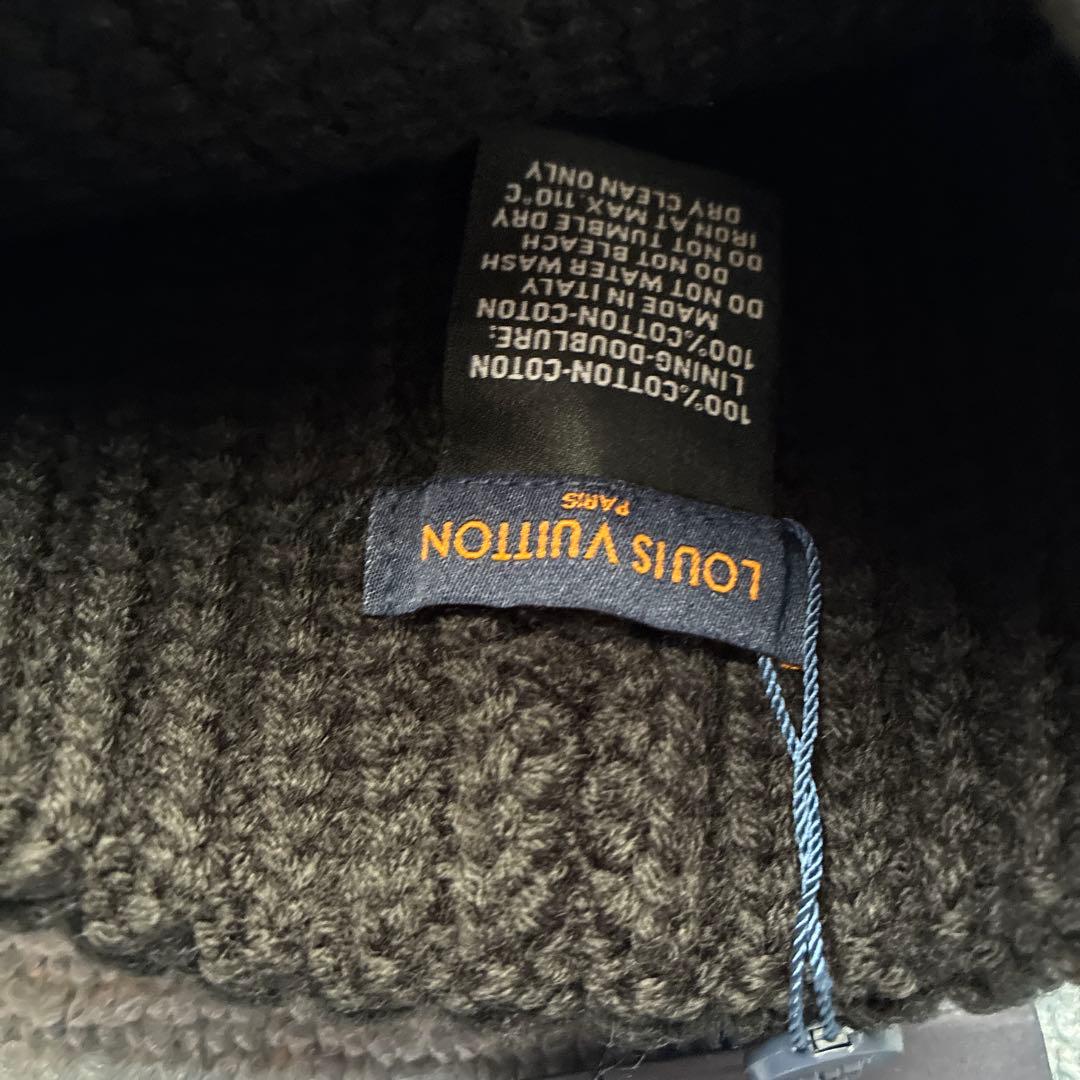 LOUIS VUITTON
PARIS
100%COTTON-COTON
LINING-DOUBLURE:
100%COTTON-COTON
MADE IN ITALY
DO NOT WATER WASH
DO NOT BLEACH
DO NOT TUMBLE DRY
IRON AT MAX.110°C
DRY CLEAN ONLY